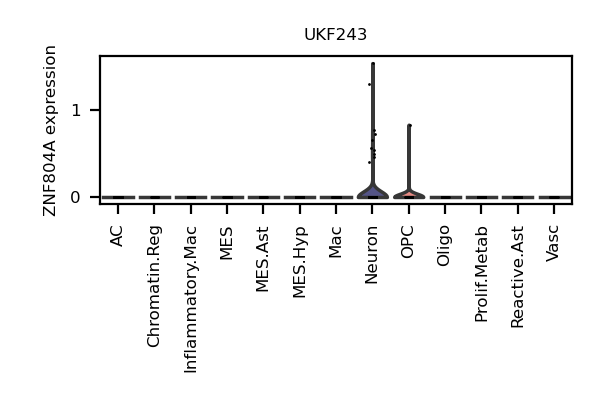 UKF243
ZNF804A expression
1
0
AC
Chromatin.Reg
Inflammatory.Mac
MES
MES.Ast
MES.Hyp
Mac
Neuron
OPC
Oligo
Prolif.Metab
Reactive.Ast
Vasc